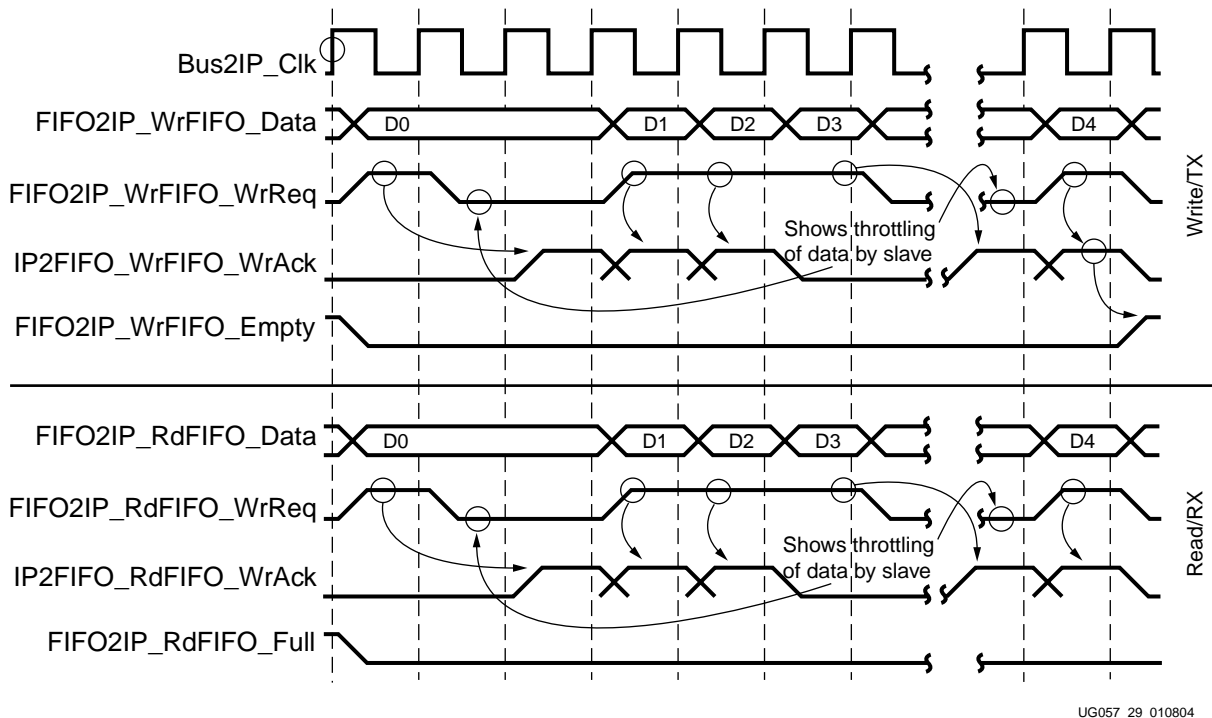 Bus2IP_Clk
FIFO2IP_WrFIFO_Data
D0
D1
D2
D3
D4
FIFO2IP_WrFIFO_WrReq
Shows throttling
of data by slave
IP2FIFO_WrFIFO_WrAck
FIFO2IP_WrFIFO_Empty
Write/TX
FIFO2IP_RdFIFO_Data
D0
D1
D2
D3
D4
FIFO2IP_RdFIFO_WrReq
Shows throttling
of data by slave
IP2FIFO_RdFIFO_WrAck
FIFO2IP_RdFIFO_Full
Read/RX
UG057_29_010804